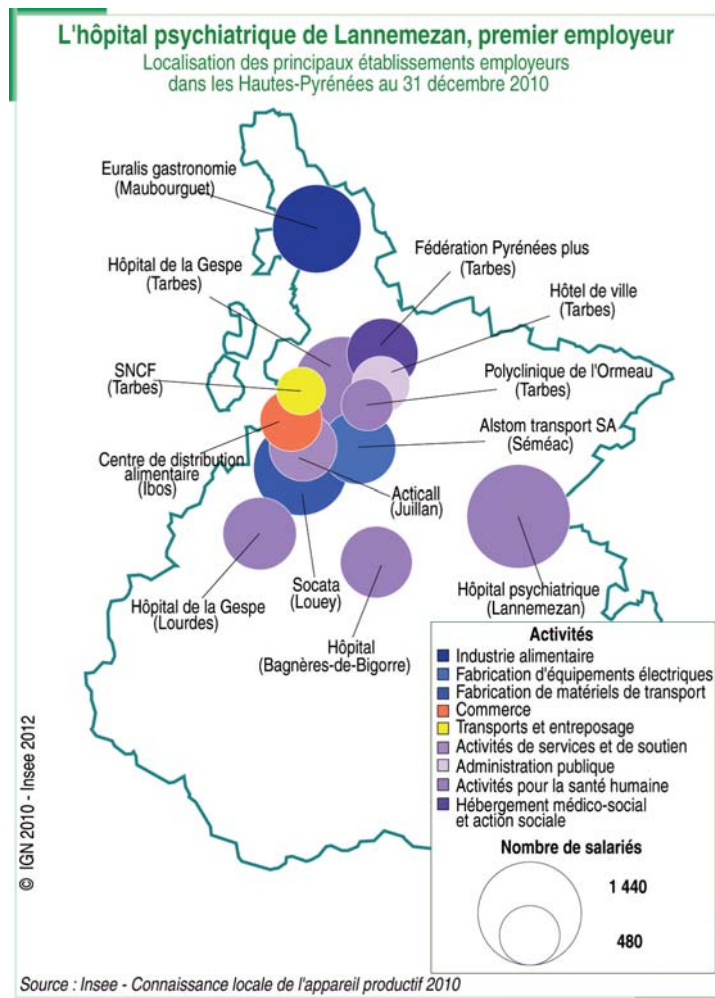 L'hôpital psychiatrique de Lannemezan, premier employeur
Localisation des principaux établissements employeurs
dans les Hautes-Pyrénées au 31 décembre 2010
Euralis gastronomie
(Maubourguet)
Fédération Pyrénées plus
(Tarbes)
Hôpital de la Gespe
(Tarbes)
Hôtel de ville
(Tarbes)
SNCF
(Tarbes)
Polyclinique de l'Ormeau
(Tarbes)
Alstom transport SA
(Séméac)
Centre de distribution
alimentaire
(Ibos)
Acticall
(Juillan)
Hôpital de la Gespe
(Lourdes)
Socata
(Louey)
Hôpital
(Bagnères-de-Bigorre)
Hôpital psychiatrique
(Lannemezan)
Activités
Industrie alimentaire
Fabrication d'équipements électriques
Fabrication de matériels de transport
Commerce
Transports et entreposage
Activités de services et de soutien
Administration publique
Activités pour la santé humaine
Hébergement médico-social
et action sociale
Nombre de salariés
1 440
480
© IGN 2010 - Insee 2012
Source : Insee - Connaissance locale de l'appareil productif 2010